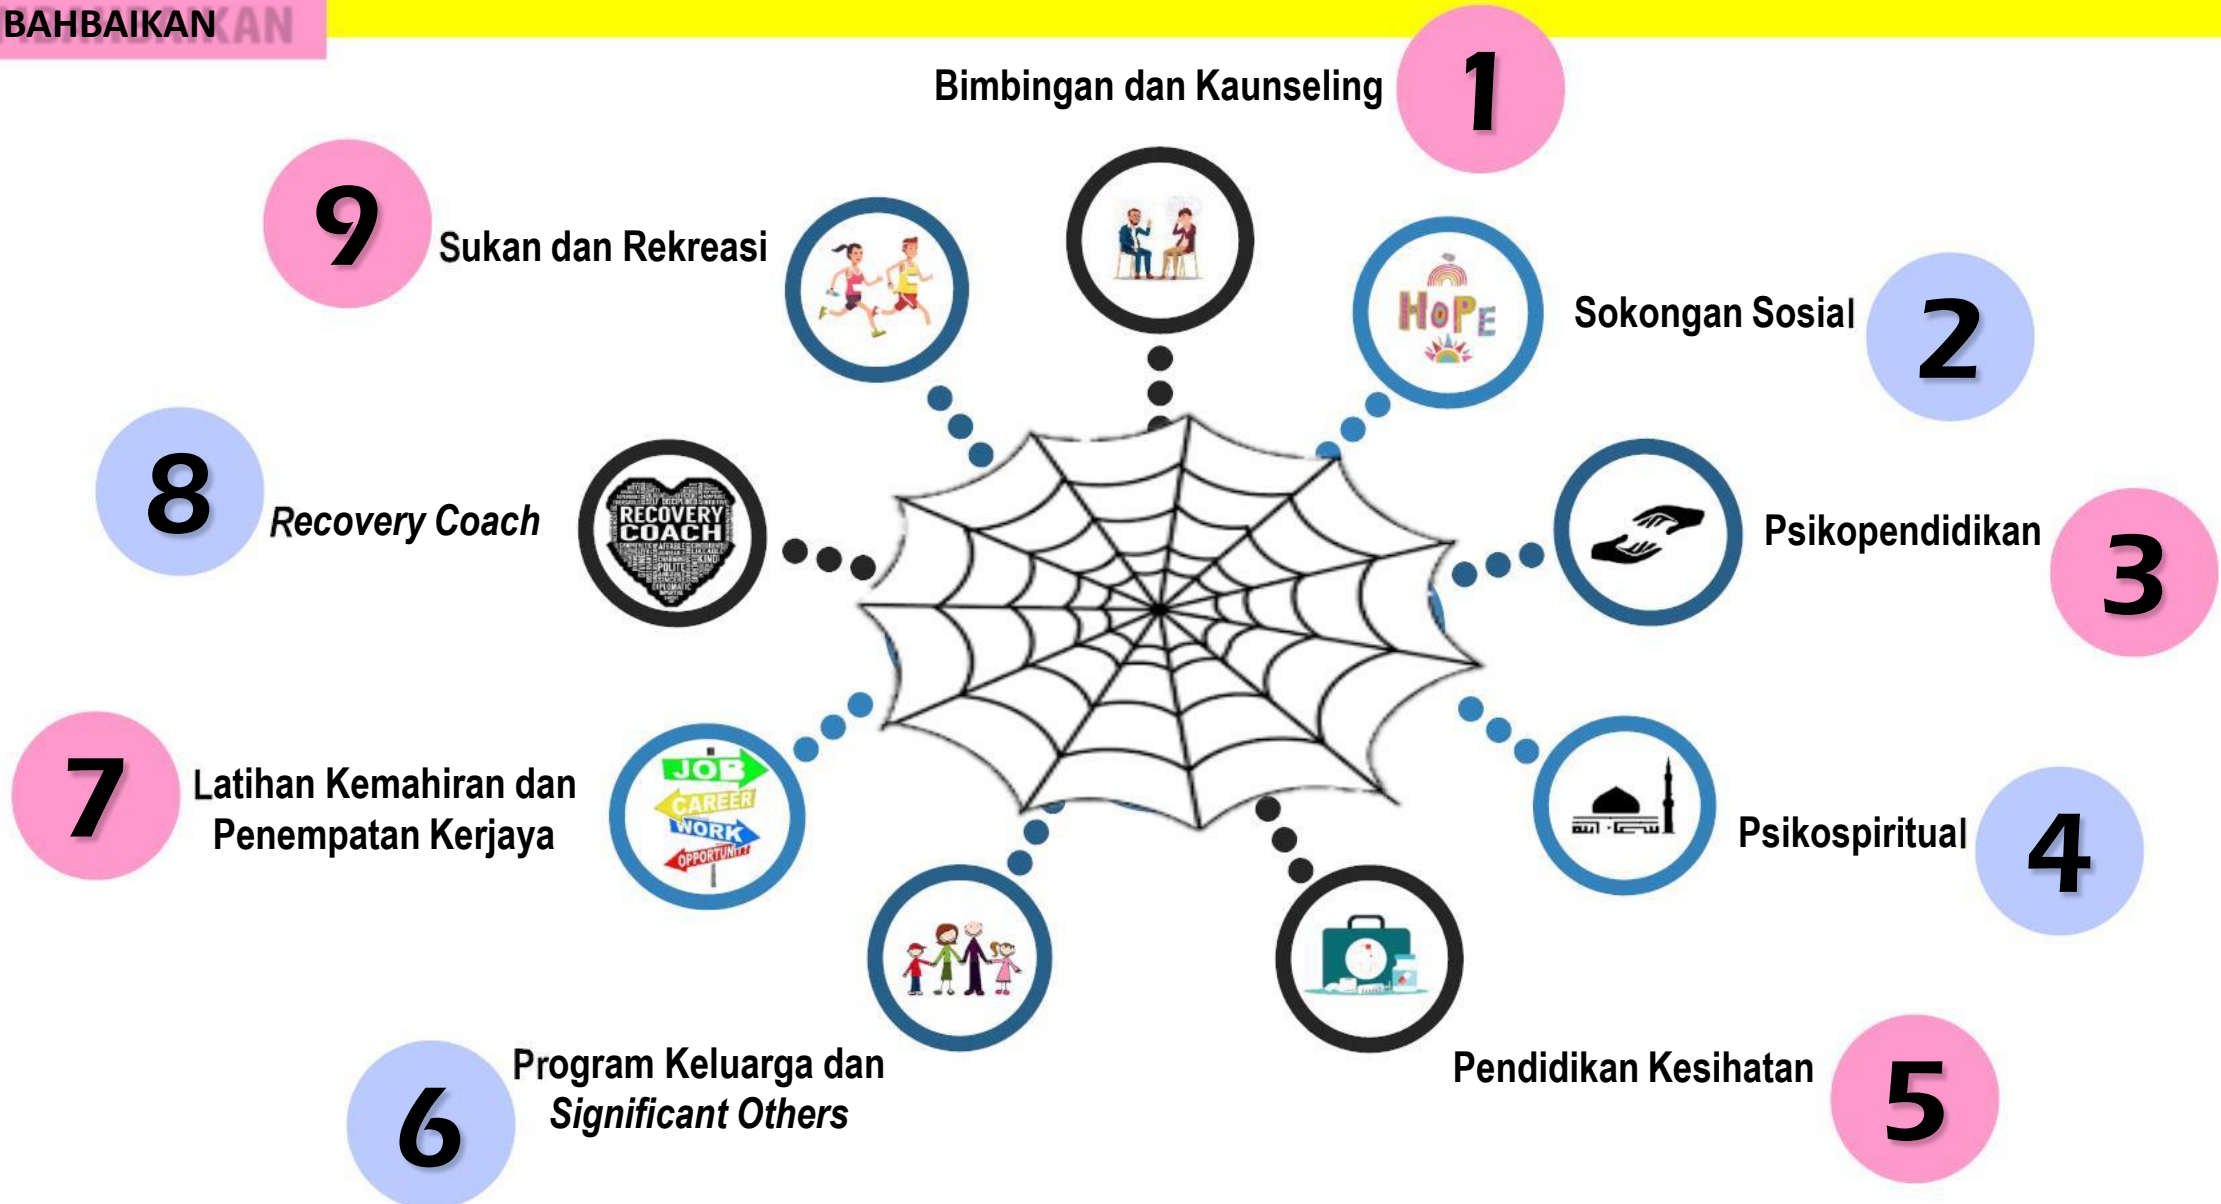 BAHBAIKAN
1
Bimbingan dan Kaunseling
2
Sokongan Sosial
HOPE
3
Psikopendidikan
4
Psikospiritual
5
Pendidikan Kesihatan
6
Program Keluarga dan
Significant Others
7
Latihan Kemahiran dan
Penempatan Kerjaya
JOB
CAREER
WORK
OPPORTUNITY
8
Recovery Coach
RECOVERY
COACH
POLITE
KIND
9
Sukan dan Rekreasi